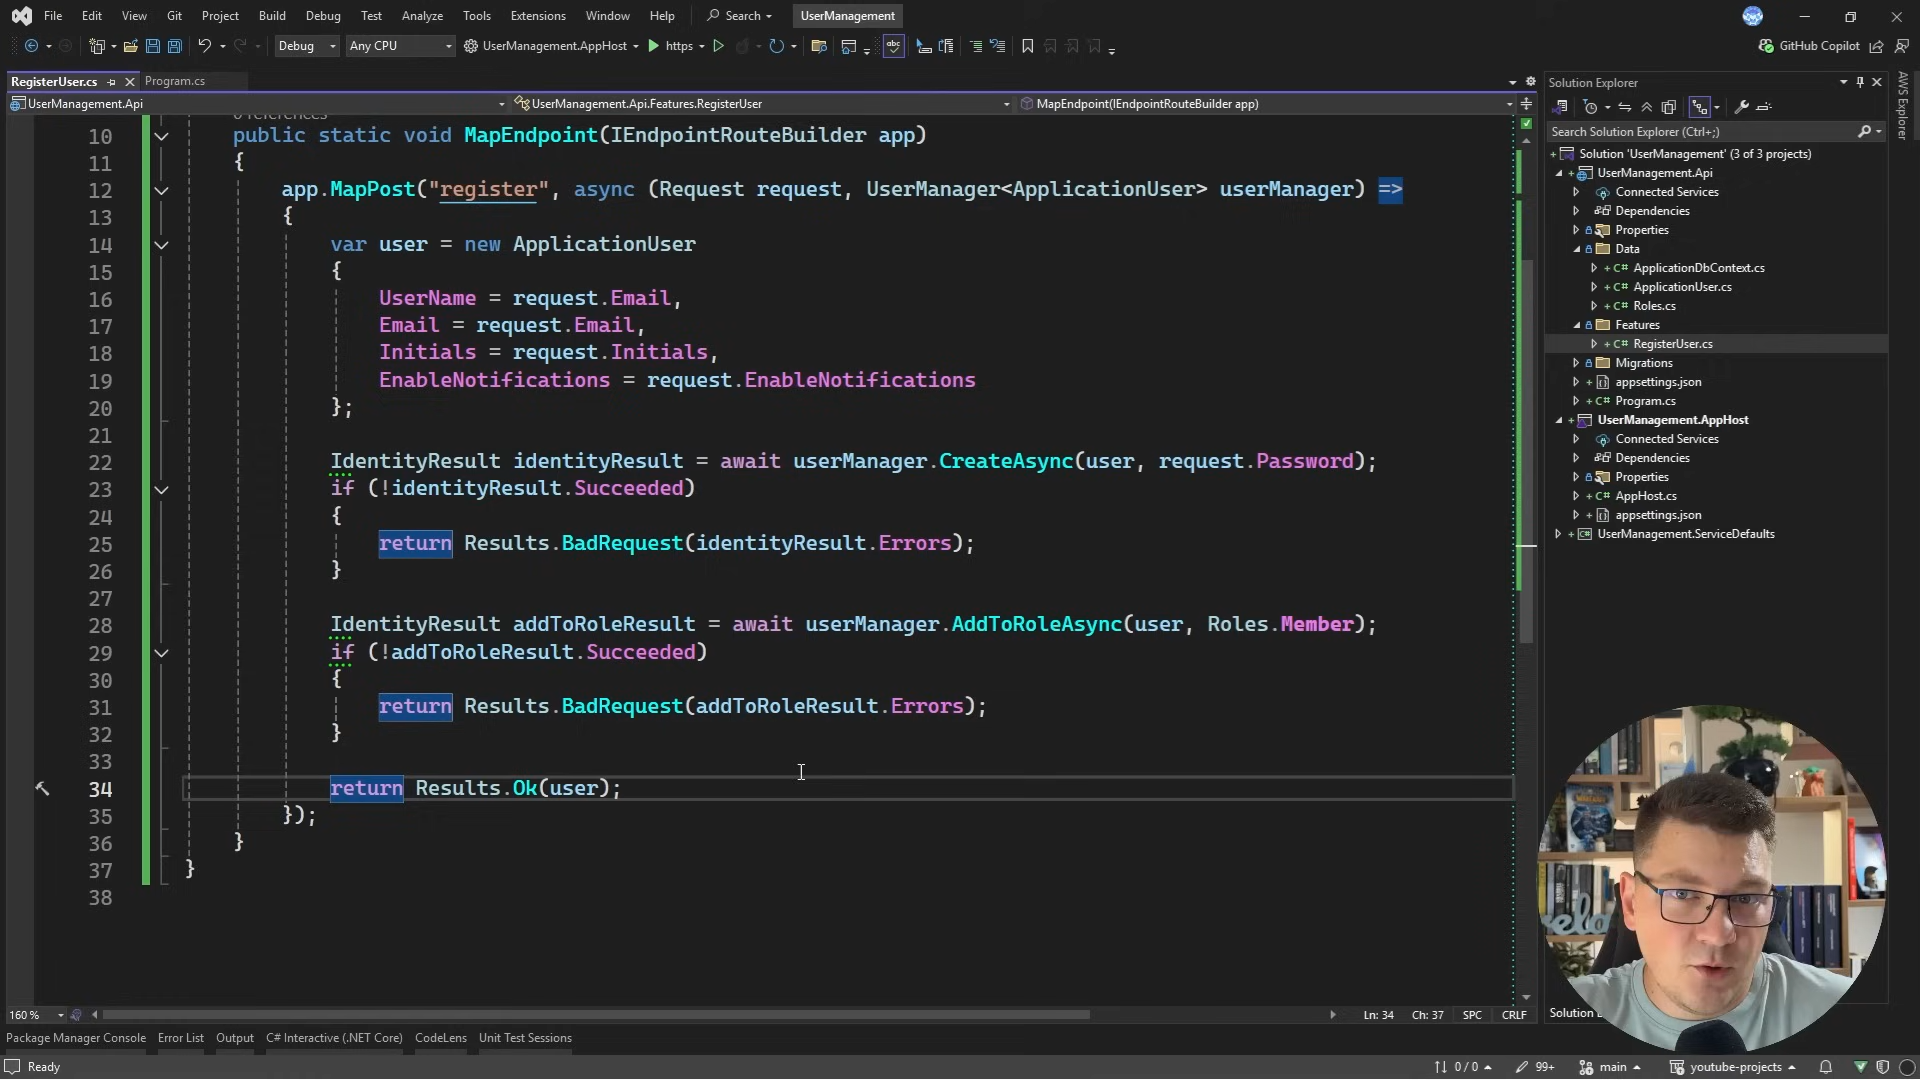 File Edit View Git Project Build Debug Test Analyze Tools Extensions Window Help Search UserManagement
Debug Any CPU UserManagement.AppHost https GitHub Copilot
RegisterUser.cs Program.cs
UserManagement.Api UserManagement.Api.Features.RegisterUser MapEndpoint(IEndpointRouteBuilder app)
10 public static void MapEndpoint(IEndpointRouteBuilder app)
11 {
12 app.MapPost("register", async (Request request, UserManager<ApplicationUser> userManager) =>
13 {
14 var user = new ApplicationUser
15 {
16 UserName = request.Email,
17 Email = request.Email,
18 Initials = request.Initials,
19 EnableNotifications = request.EnableNotifications
20 };
21
22 IdentityResult identityResult = await userManager.CreateAsync(user, request.Password);
23 if (!identityResult.Succeeded)
24 {
25 return Results.BadRequest(identityResult.Errors);
26 }
27
28 IdentityResult addToRoleResult = await userManager.AddToRoleAsync(user, Roles.Member);
29 if (!addToRoleResult.Succeeded)
30 {
31 return Results.BadRequest(addToRoleResult.Errors);
32 }
33
34 return Results.Ok(user);
35 });
36 }
37 }
38
Solution Explorer
Search Solution Explorer (Ctrl+;)
Solution 'UserManagement' (3 of 3 projects)
UserManagement.Api
Connected Services
Dependencies
Properties
Data
C# ApplicationDbContext.cs
C# ApplicationUser.cs
C# Roles.cs
Features
C# RegisterUser.cs
Migrations
appsettings.json
C# Program.cs
UserManagement.AppHost
Connected Services
Dependencies
Properties
C# AppHost.cs
appsettings.json
UserManagement.ServiceDefaults
AWS Explorer
160 % Ln: 34 Ch: 37 SPC CRLF
Package Manager Console Error List Output C# Interactive (.NET Core) CodeLens Unit Test Sessions
Ready 0 / 0 99+ main youtube-projects